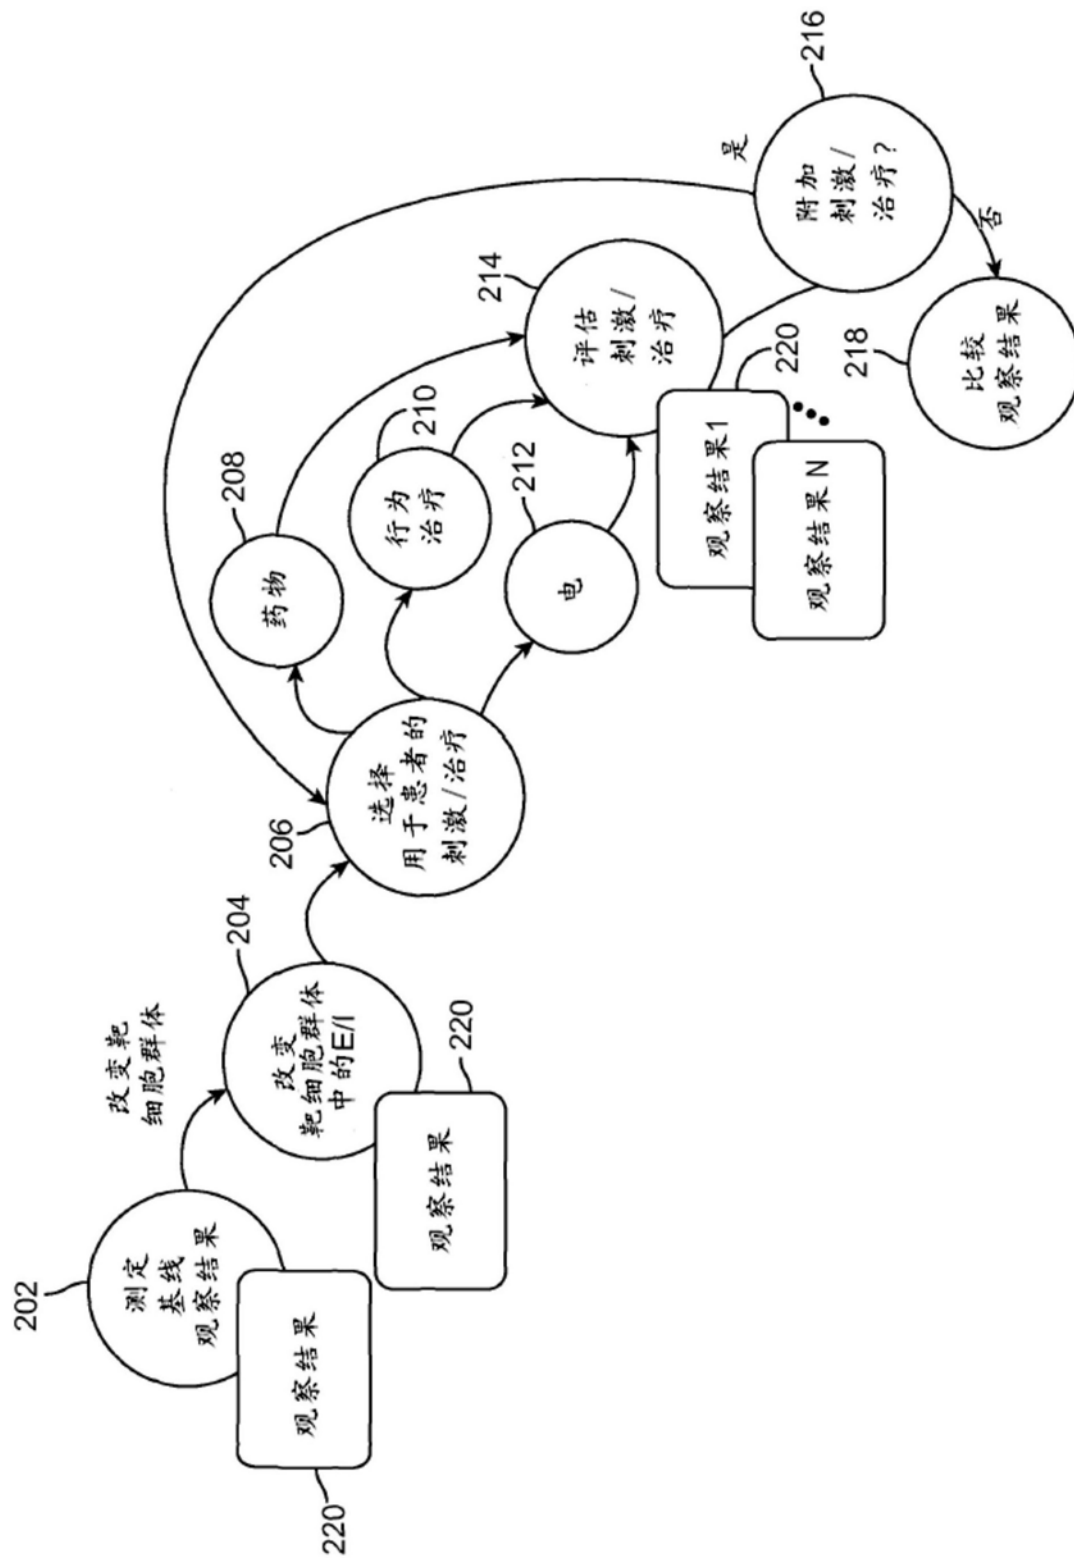 202
测定
基线
观察结果
观察结果
220
改变靶
细胞群体
204
改变
靶细胞群体
中的E/I
观察结果
220
206
选择
用于患者的
刺激/治疗
208
药物
210
行为
治疗
212
电
214
评估
刺激/
治疗
观察结果1
观察结果N
220
216
附加
刺激/
治疗?
是
否
218
比较
观察结果